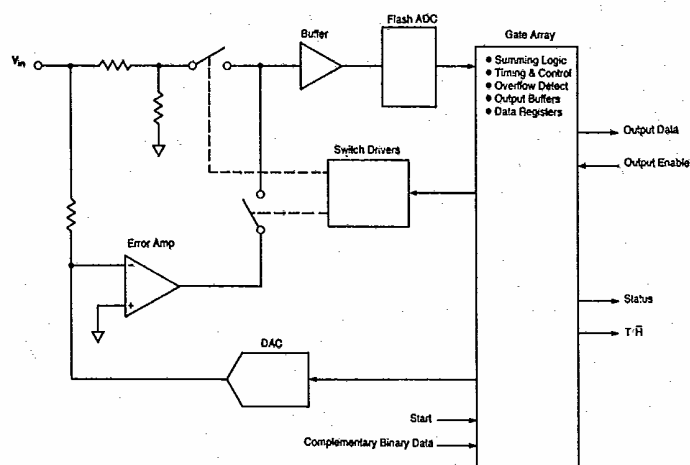 Flash ADC
Buffer
Gate Array
Vin
• Summing Logic
• Timing & Control
• Overflow Detect
• Output Buffers
• Data Registers
Output Data
Switch Drivers
Output Enable
Error Amp
−
+
Status
T/H̅
DAC
Start
Complementary Binary Data